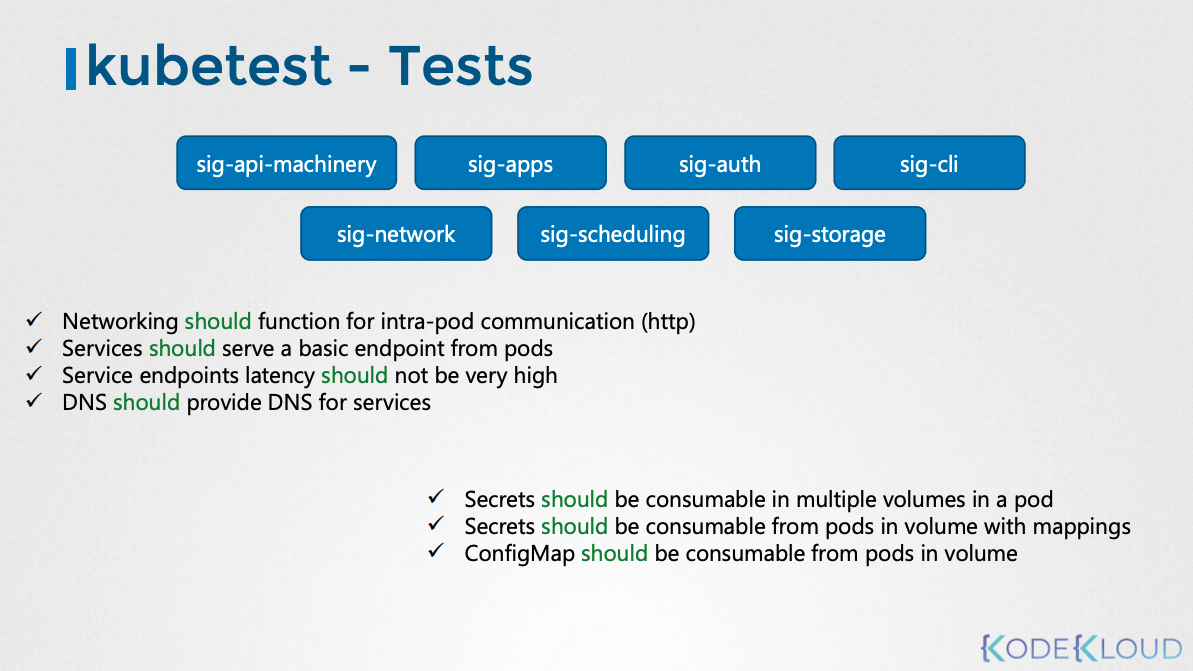 kubetest - Tests
sig-api-machinery
sig-apps
sig-auth
sig-cli
sig-network
sig-scheduling
sig-storage
✓ Networking should function for intra-pod communication (http)
✓ Services should serve a basic endpoint from pods
✓ Service endpoints latency should not be very high
✓ DNS should provide DNS for services
✓ Secrets should be consumable in multiple volumes in a pod
✓ Secrets should be consumable from pods in volume with mappings
✓ ConfigMap should be consumable from pods in volume
KODEKLOUD